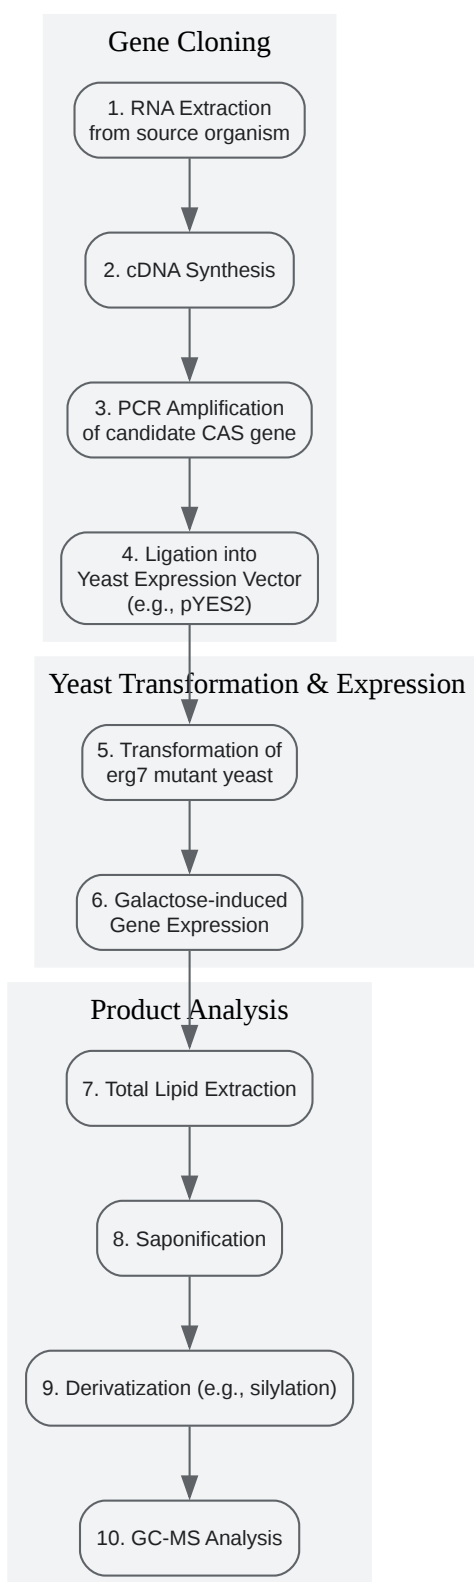 Gene Cloning
1. RNA Extraction
from source organism
2. cDNA Synthesis
3. PCR Amplification
of candidate CAS gene
4. Ligation into
Yeast Expression Vector
(e.g., pYES2)
Yeast Transformation & Expression
5. Transformation of
erg7 mutant yeast
6. Galactose-induced
Gene Expression
Product Analysis
7. Total Lipid Extraction
8. Saponification
9. Derivatization (e.g., silylation)
10. GC-MS Analysis